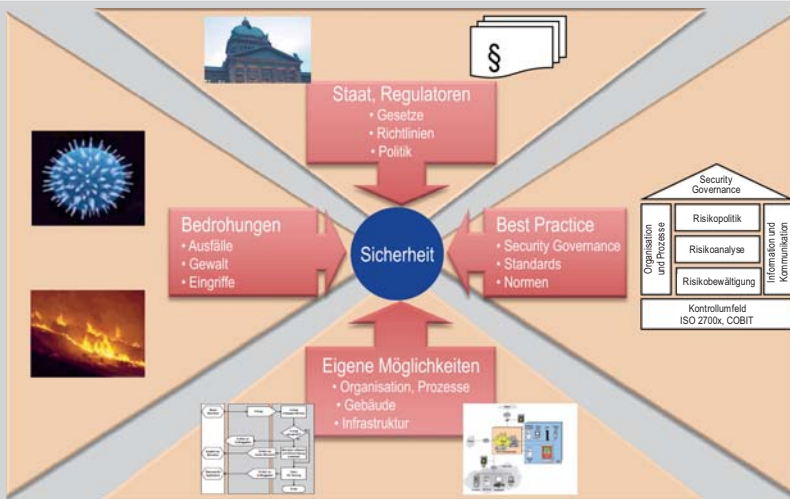 §
Staat, Regulatoren
• Gesetze
• Richtlinien
• Politik
Bedrohungen
• Ausfälle
• Gewalt
• Eingriffe
Sicherheit
Best Practice
• Security Governance
• Standards
• Normen
Security
Governance
Organisation
und Prozesse
Risikopolitik
Risikoanalyse
Risikobewältigung
Information und
Kommunikation
Kontrollumfeld
ISO 2700x, COBIT
Eigene Möglichkeiten
• Organisation, Prozesse
• Gebäude
• Infrastruktur